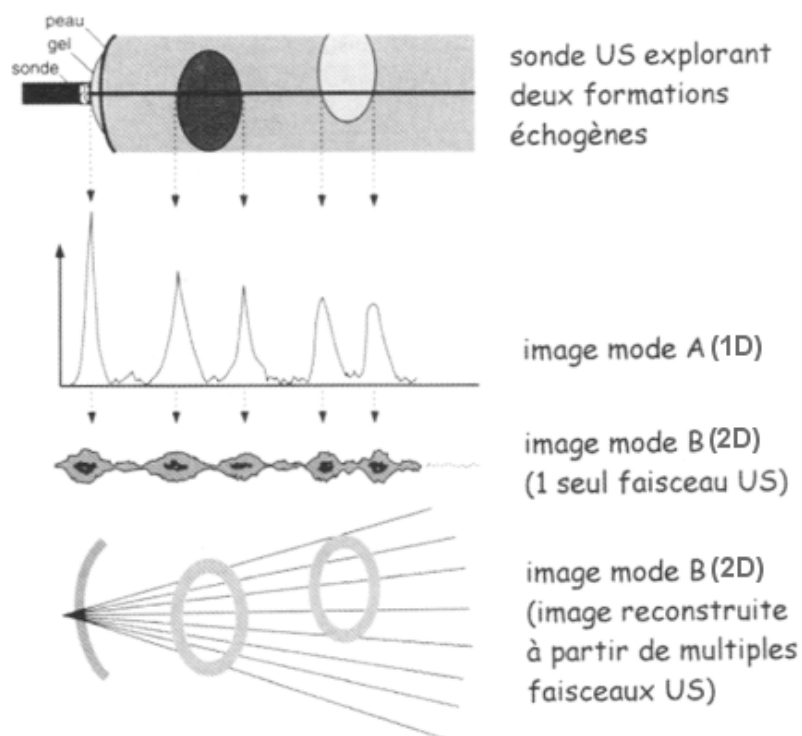 peau
gel
sonde
sonde US explorant
deux formations
échogènes
image mode A (1D)
image mode B (2D)
(1 seul faisceau US)
image mode B (2D)
(image reconstruite
à partir de multiples
faisceaux US)